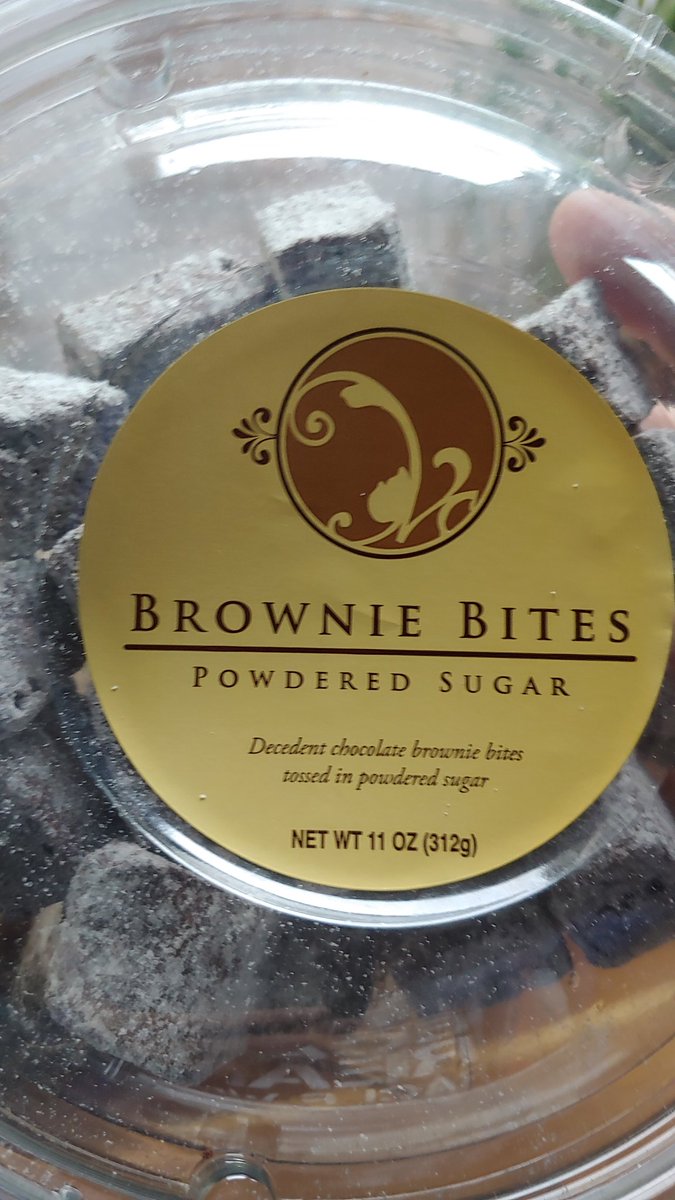 BROWNIE BITES
POWDERED SUGAR
Decedent chocolate brownie bites
tossed in powdered sugar
NET WT 11 OZ (312g)